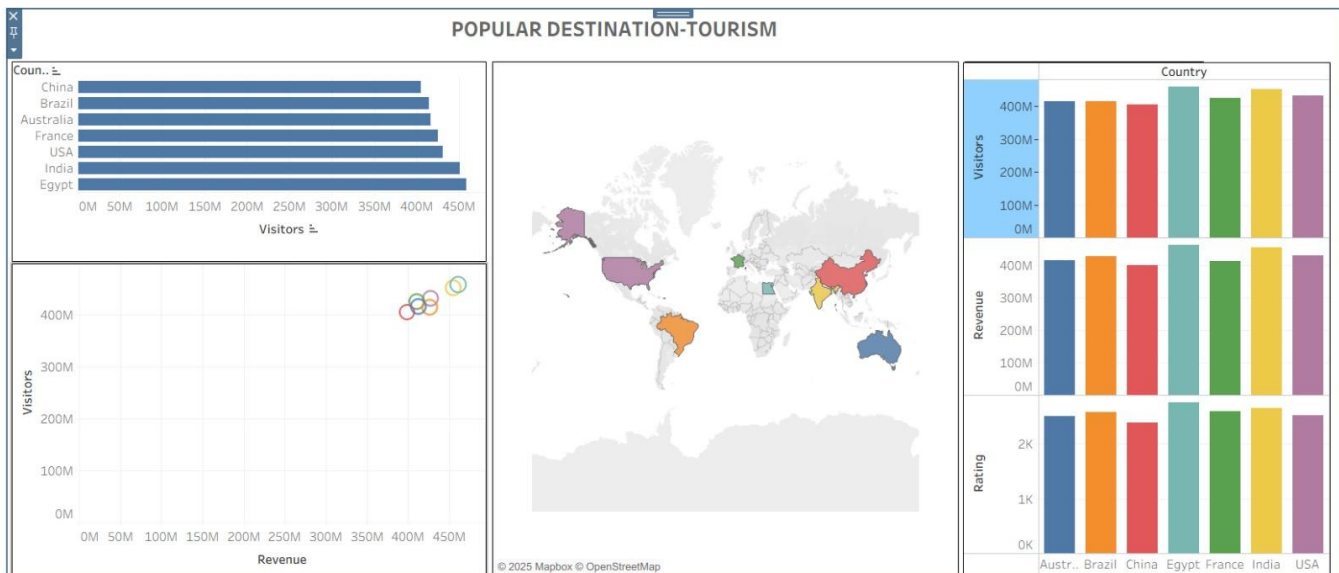 POPULAR DESTINATION-TOURISM
Coun..
China
Brazil
Australia
France
USA
India
Egypt
0M 50M 100M 150M 200M 250M 300M 350M 400M 450M
Visitors
400M
300M
200M
100M
0M
Visitors
0M 50M 100M 150M 200M 250M 300M 350M 400M 450M
Revenue
© 2025 Mapbox © OpenStreetMap
Country
Visitors
400M
300M
200M
100M
0M
Revenue
400M
300M
200M
100M
0M
Rating
2K
1K
0K
Austr.. Brazil China Egypt France India USA